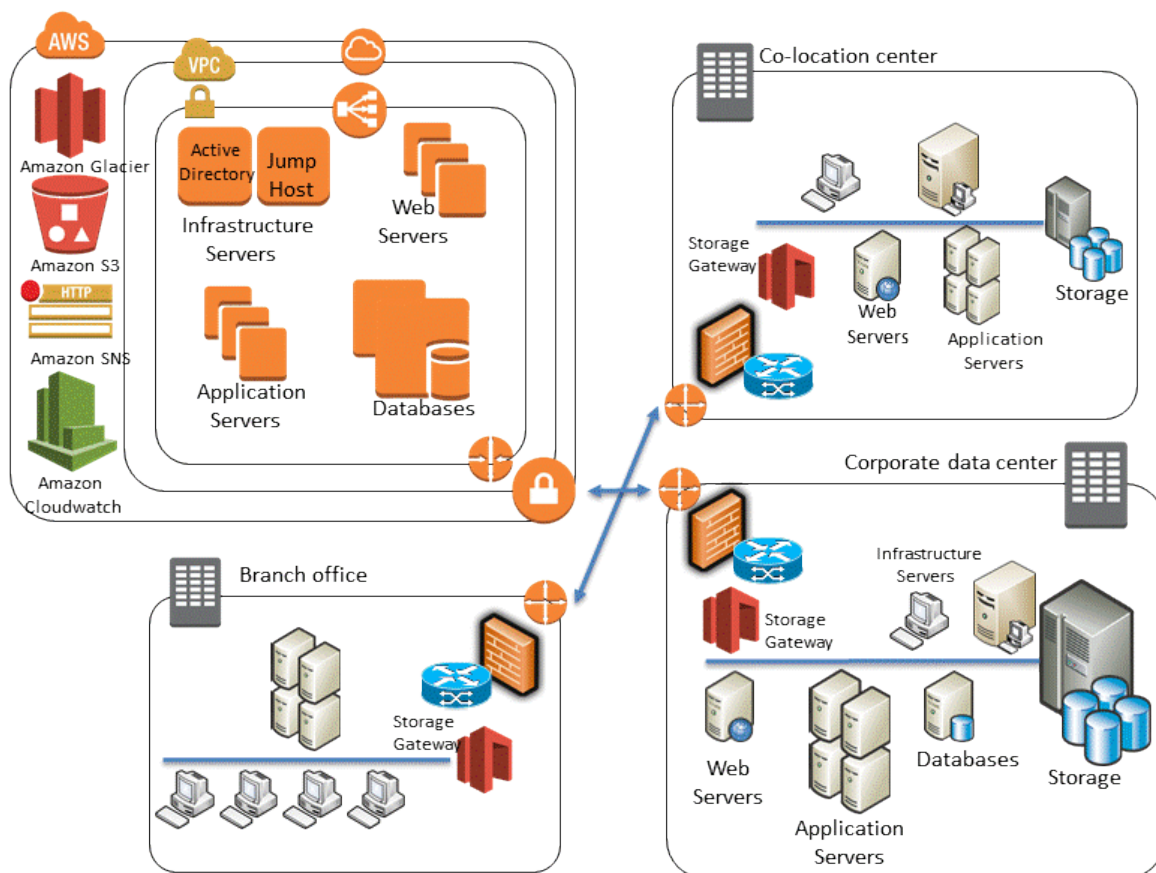 AWS
VPC
Amazon Glacier
Amazon S3
HTTP
Amazon SNS
Amazon
Cloudwatch
Active
Directory
Jump
Host
Infrastructure
Servers
Web
Servers
Application
Servers
Databases
Co-location center
Storage
Gateway
Web
Servers
Application
Servers
Storage
Corporate data center
Infrastructure
Servers
Storage
Gateway
Web
Servers
Application
Servers
Databases
Storage
Branch office
Storage
Gateway